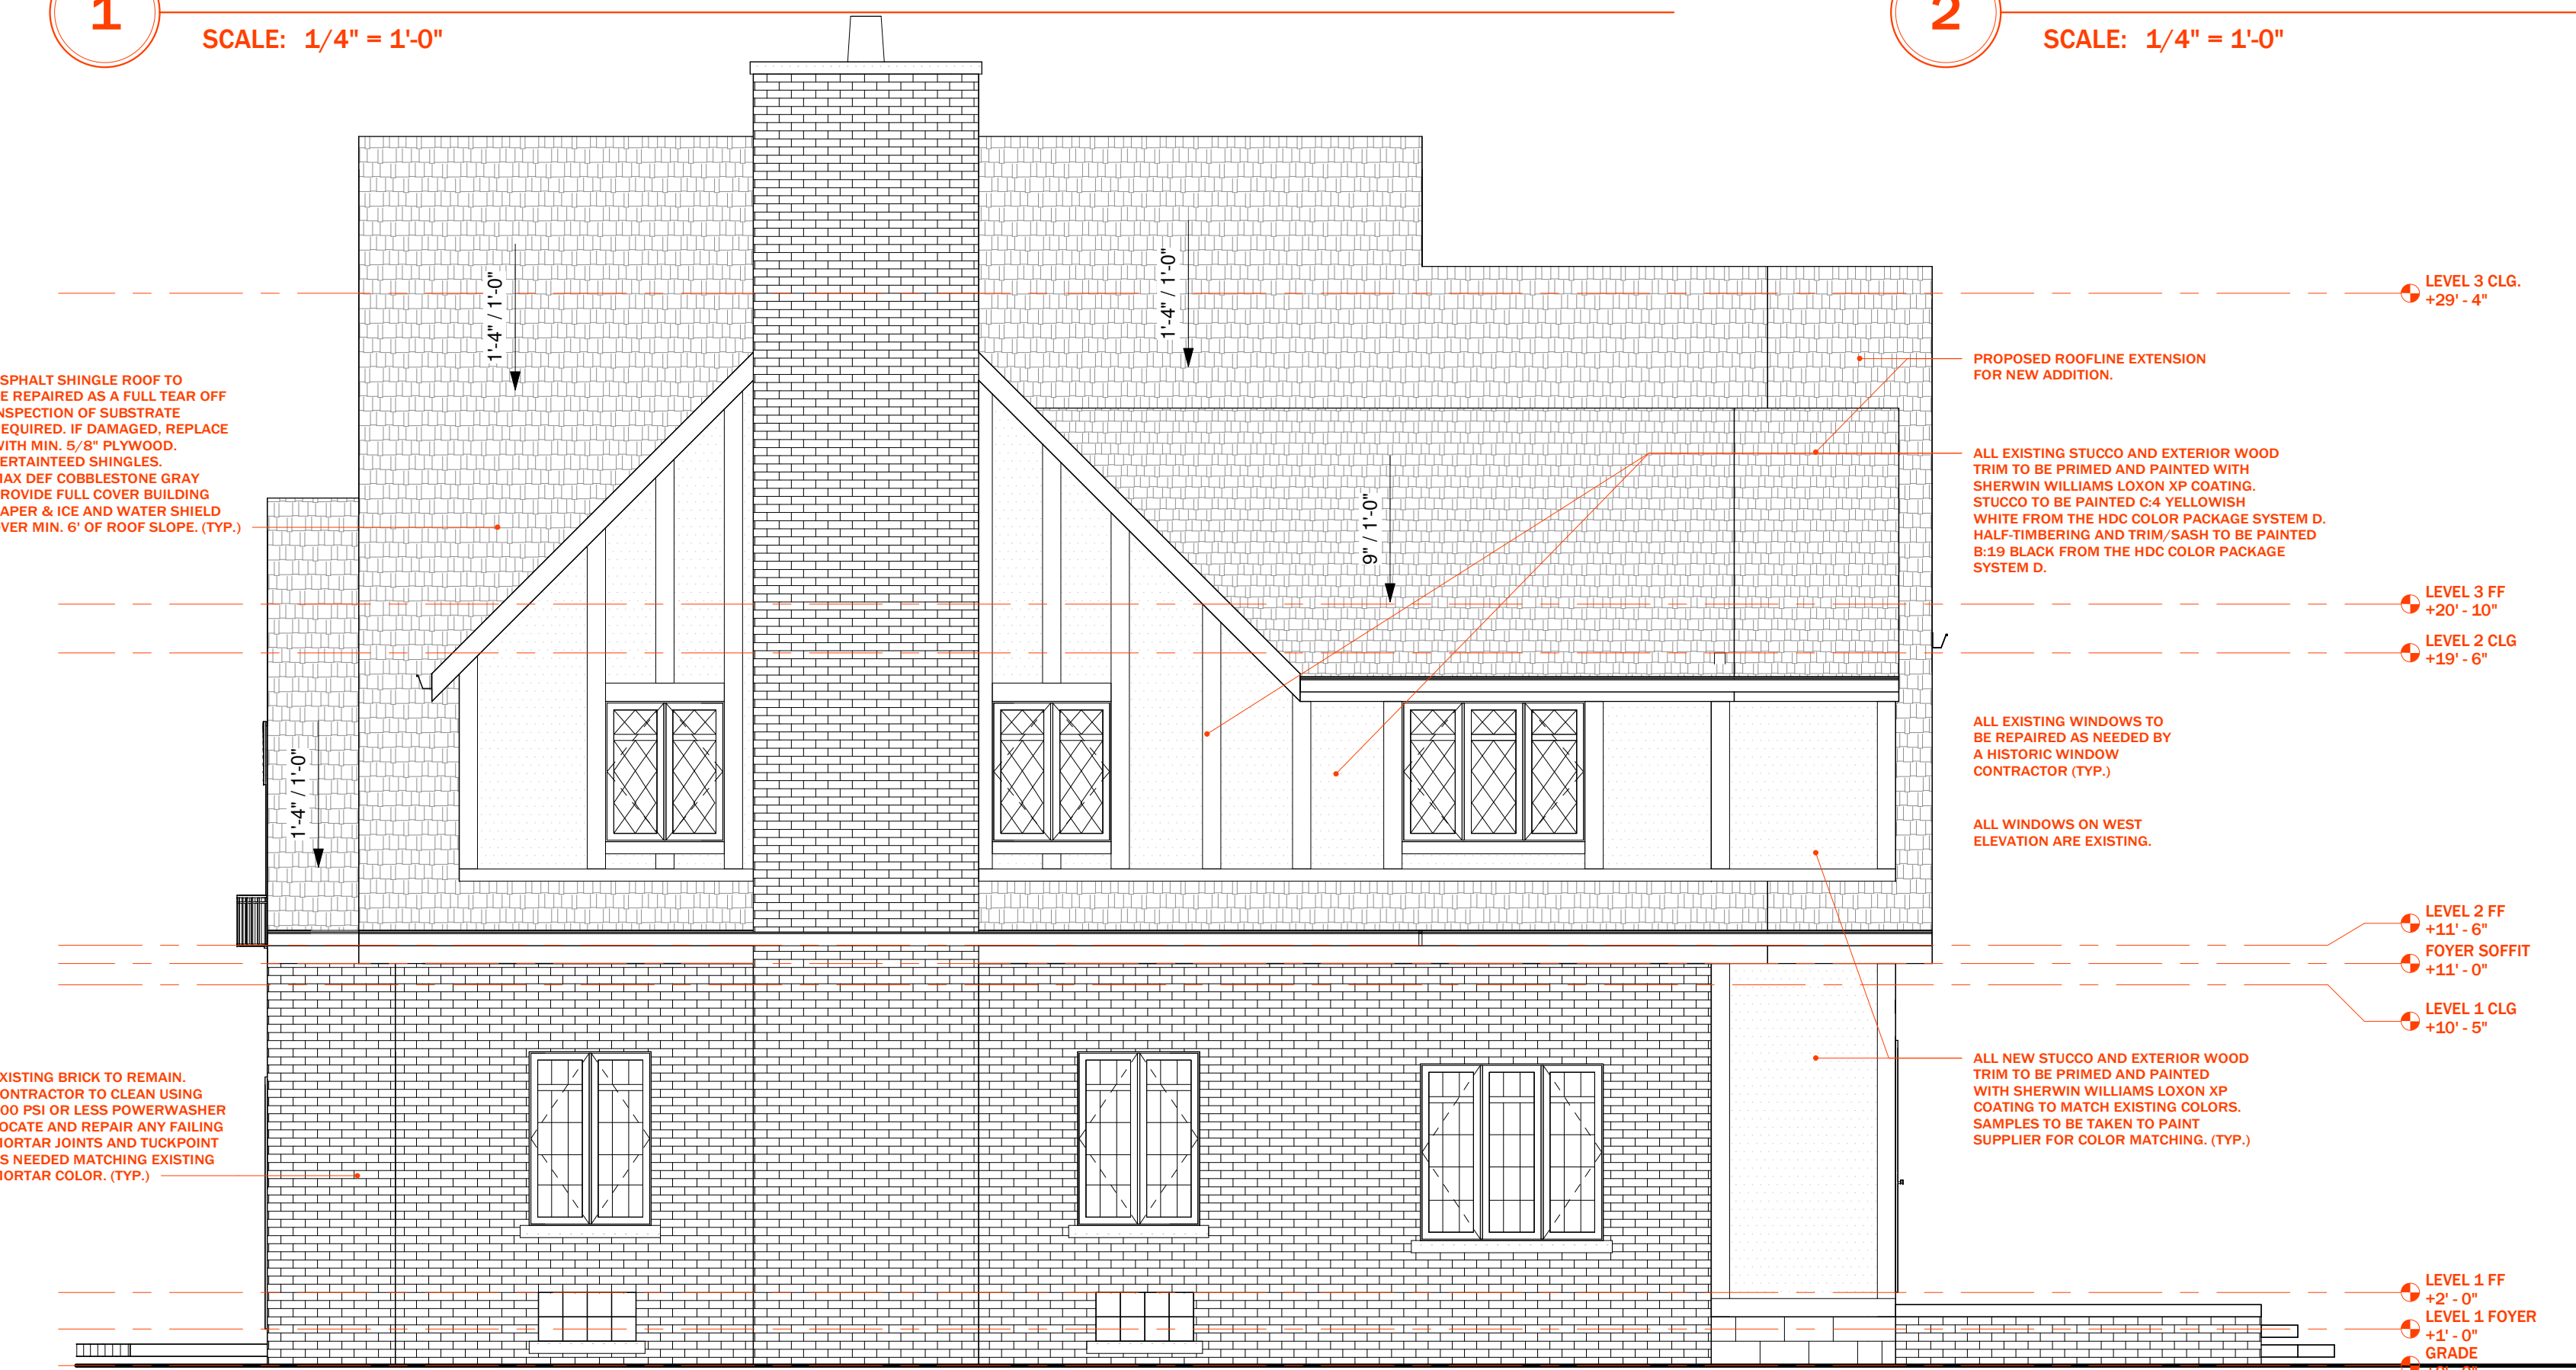 1
SCALE: 1/4" = 1'-0"
2
SCALE: 1/4" = 1'-0"
1'-4" / 1'-0"
1'-4" / 1'-0"
9" / 1'-0"
1'-4" / 1'-0"
SPHALT SHINGLE ROOF TO
E REPAIRED AS A FULL TEAR OFF
NSPECTION OF SUBSTRATE
EQUIRED. IF DAMAGED, REPLACE
WITH MIN. 5/8" PLYWOOD.
ERTAINTEED SHINGLES.
MAX DEF COBBLESTONE GRAY
ROVIDE FULL COVER BUILDING
APER & ICE AND WATER SHIELD
VER MIN. 6' OF ROOF SLOPE. (TYP.)
XISTING BRICK TO REMAIN.
ONTRACTOR TO CLEAN USING
00 PSI OR LESS POWERWASHER
OCATE AND REPAIR ANY FAILING
MORTAR JOINTS AND TUCKPOINT
S NEEDED MATCHING EXISTING
MORTAR COLOR. (TYP.)
PROPOSED ROOFLINE EXTENSION
FOR NEW ADDITION.
ALL EXISTING STUCCO AND EXTERIOR WOOD
TRIM TO BE PRIMED AND PAINTED WITH
SHERWIN WILLIAMS LOXON XP COATING.
STUCCO TO BE PAINTED C:4 YELLOWISH
WHITE FROM THE HDC COLOR PACKAGE SYSTEM D.
HALF-TIMBERING AND TRIM/SASH TO BE PAINTED
B:19 BLACK FROM THE HDC COLOR PACKAGE
SYSTEM D.
ALL EXISTING WINDOWS TO
BE REPAIRED AS NEEDED BY
A HISTORIC WINDOW
CONTRACTOR (TYP.)
ALL WINDOWS ON WEST
ELEVATION ARE EXISTING.
ALL NEW STUCCO AND EXTERIOR WOOD
TRIM TO BE PRIMED AND PAINTED
WITH SHERWIN WILLIAMS LOXON XP
COATING TO MATCH EXISTING COLORS.
SAMPLES TO BE TAKEN TO PAINT
SUPPLIER FOR COLOR MATCHING. (TYP.)
LEVEL 3 CLG.
+29' - 4"
LEVEL 3 FF
+20' - 10"
LEVEL 2 CLG
+19' - 6"
LEVEL 2 FF
+11' - 6"
FOYER SOFFIT
+11' - 0"
LEVEL 1 CLG
+10' - 5"
LEVEL 1 FF
+2' - 0"
LEVEL 1 FOYER
+1' - 0"
GRADE